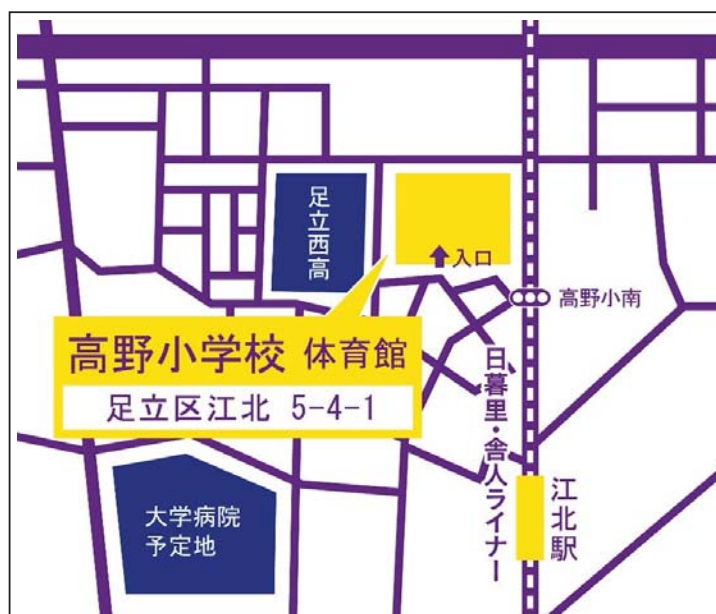 足立西高
入口
高野小南
高野小学校 体育館
足立区江北 5-4-1
日暮里・舎人ライナー
江北駅
大学病院
予定地